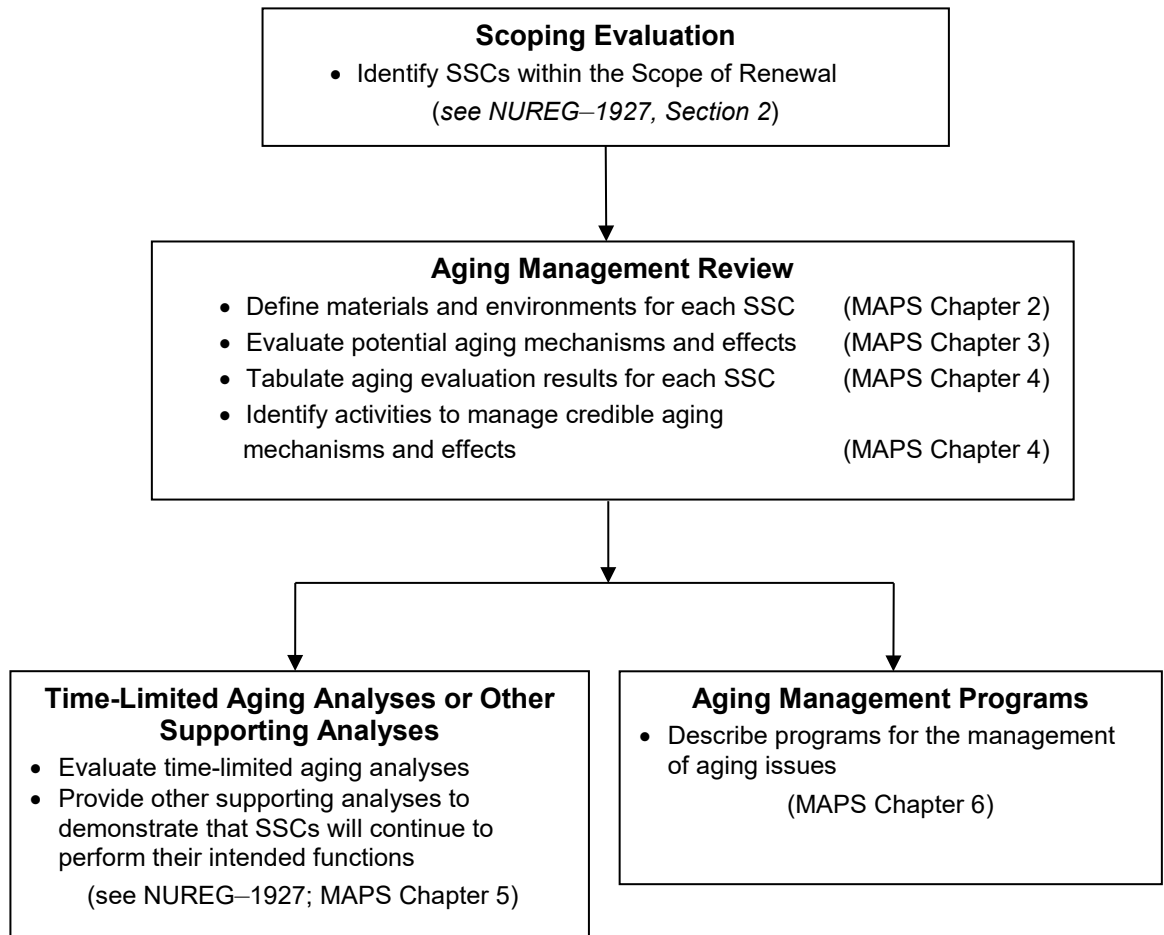 Scoping Evaluation
• Identify SSCs within the Scope of Renewal
(see NUREG–1927, Section 2)
Aging Management Review
• Define materials and environments for each SSC (MAPS Chapter 2)
• Evaluate potential aging mechanisms and effects (MAPS Chapter 3)
• Tabulate aging evaluation results for each SSC (MAPS Chapter 4)
• Identify activities to manage credible aging
mechanisms and effects (MAPS Chapter 4)
Time-Limited Aging Analyses or Other
Supporting Analyses
• Evaluate time-limited aging analyses
• Provide other supporting analyses to
demonstrate that SSCs will continue to
perform their intended functions
(see NUREG–1927; MAPS Chapter 5)
Aging Management Programs
• Describe programs for the management
of aging issues
(MAPS Chapter 6)